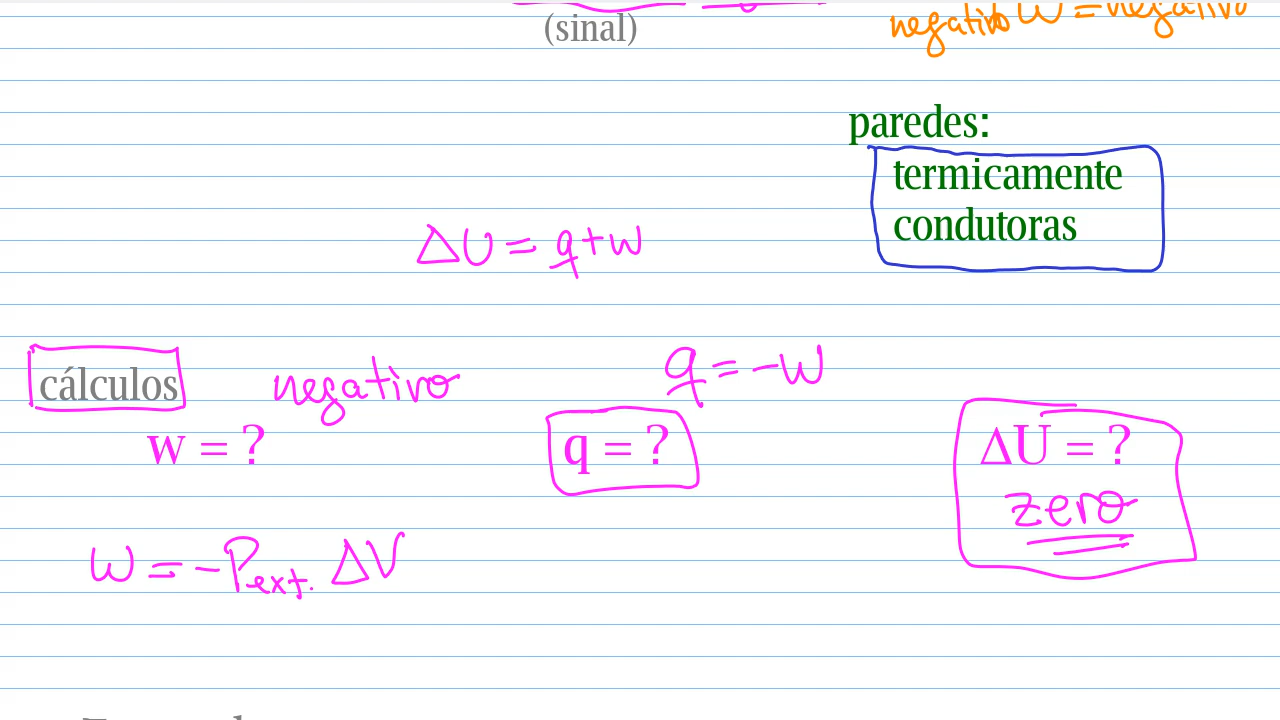 (sinal)
negativo w = negativo
paredes:
termicamente
condutoras
ΔU = q + w
cálculos
negativo
q = -w
w = ?
q = ?
ΔU = ?
zero
w = -Pext. ΔV